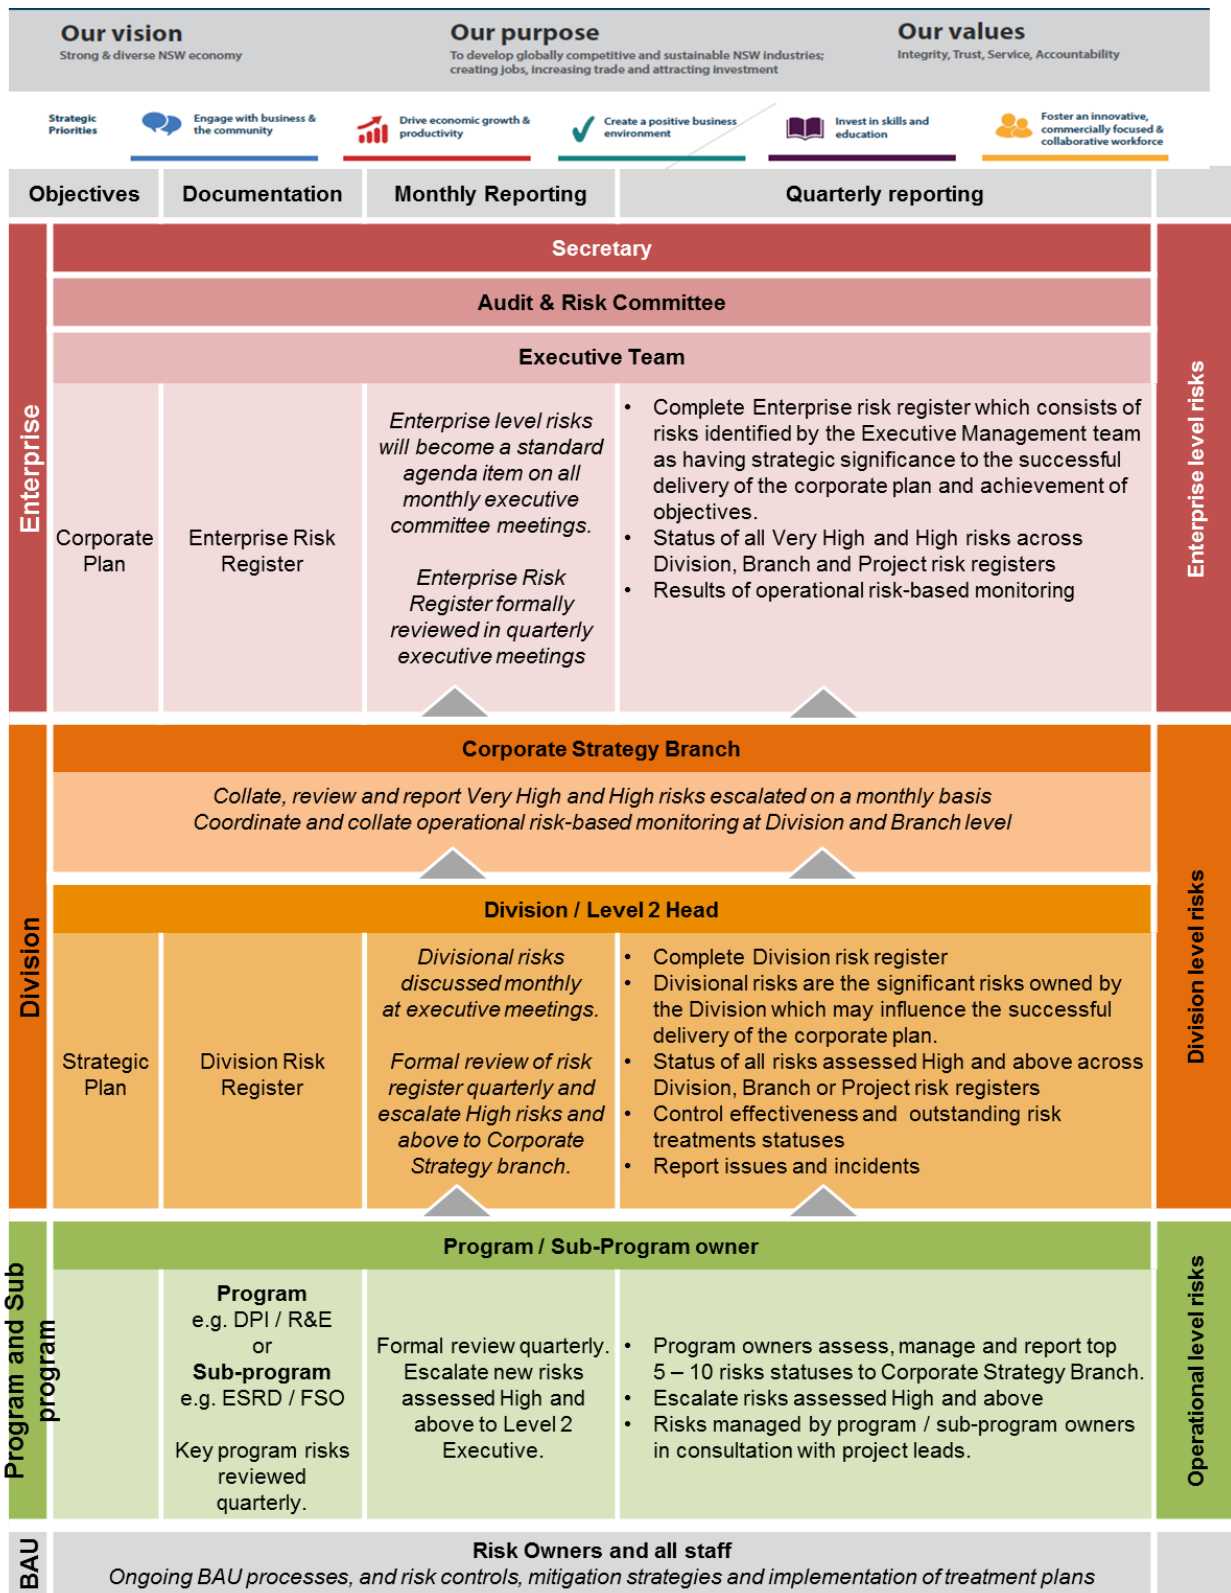 Our vision
Strong & diverse NSW economy
Our purpose
To develop globally competitive and sustainable NSW industries;
creating jobs, increasing trade and attracting investment
Our values
Integrity, Trust, Service, Accountability
Strategic
Priorities
Engage with business &
the community
Drive economic growth &
productivity
Create a positive business
environment
Invest in skills and
education
Foster an innovative,
commercially focused &
collaborative workforce
Objectives
Documentation
Monthly Reporting
Quarterly reporting
Enterprise
Secretary
Audit & Risk Committee
Executive Team
Corporate
Plan
Enterprise Risk
Register
Enterprise level risks
will become a standard
agenda item on all
monthly executive
committee meetings.
Enterprise Risk
Register formally
reviewed in quarterly
executive meetings
• Complete Enterprise risk register which consists of
risks identified by the Executive Management team
as having strategic significance to the successful
delivery of the corporate plan and achievement of
objectives.
• Status of all Very High and High risks across
Division, Branch and Project risk registers
• Results of operational risk-based monitoring
Enterprise level risks
Division
Corporate Strategy Branch
Collate, review and report Very High and High risks escalated on a monthly basis
Coordinate and collate operational risk-based monitoring at Division and Branch level
Division / Level 2 Head
Strategic
Plan
Division Risk
Register
Divisional risks
discussed monthly
at executive meetings.
Formal review of risk
register quarterly and
escalate High risks and
above to Corporate
Strategy branch.
• Complete Division risk register
• Divisional risks are the significant risks owned by
the Division which may influence the successful
delivery of the corporate plan.
• Status of all risks assessed High and above across
Division, Branch or Project risk registers
• Control effectiveness and outstanding risk
treatments statuses
• Report issues and incidents
Division level risks
Program and Sub
program
Program / Sub-Program owner
Program
e.g. DPI / R&E
or
Sub-program
e.g. ESRD / FSO
Key program risks
reviewed
quarterly.
Formal review quarterly.
Escalate new risks
assessed High and
above to Level 2
Executive.
• Program owners assess, manage and report top
5 – 10 risks statuses to Corporate Strategy Branch.
• Escalate risks assessed High and above
• Risks managed by program / sub-program owners
in consultation with project leads.
Operational level risks
BAU
Risk Owners and all staff
Ongoing BAU processes, and risk controls, mitigation strategies and implementation of treatment plans